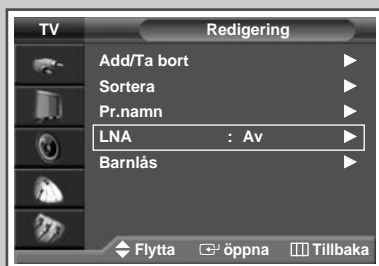 TV Redigering
Add/Ta bort
Sortera
Pr.namn
LNA : Av
Barnlås
Flytta öppna Tillbaka